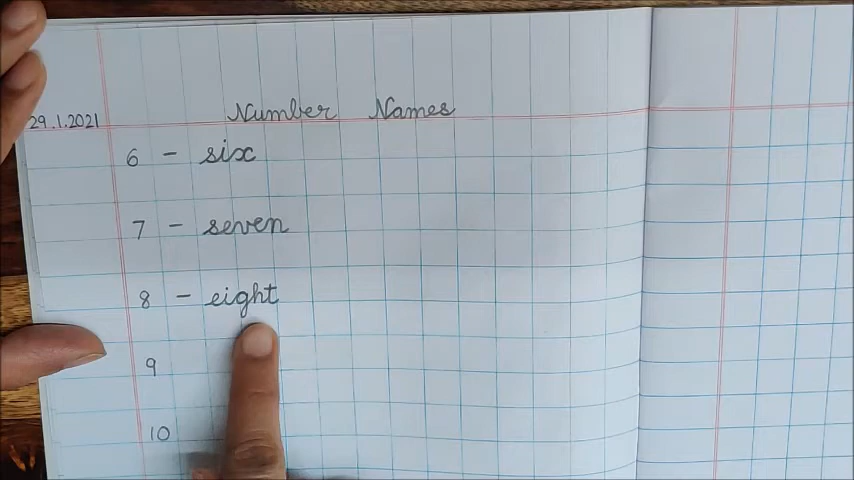 Number Names
29.1.2021
6 - six
7 - seven
8 - eight
9
10